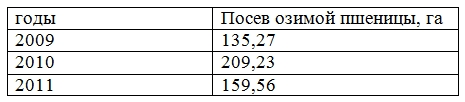 годы Посев озимой пшеницы, га
2009 135,27
2010 209,23
2011 159,56